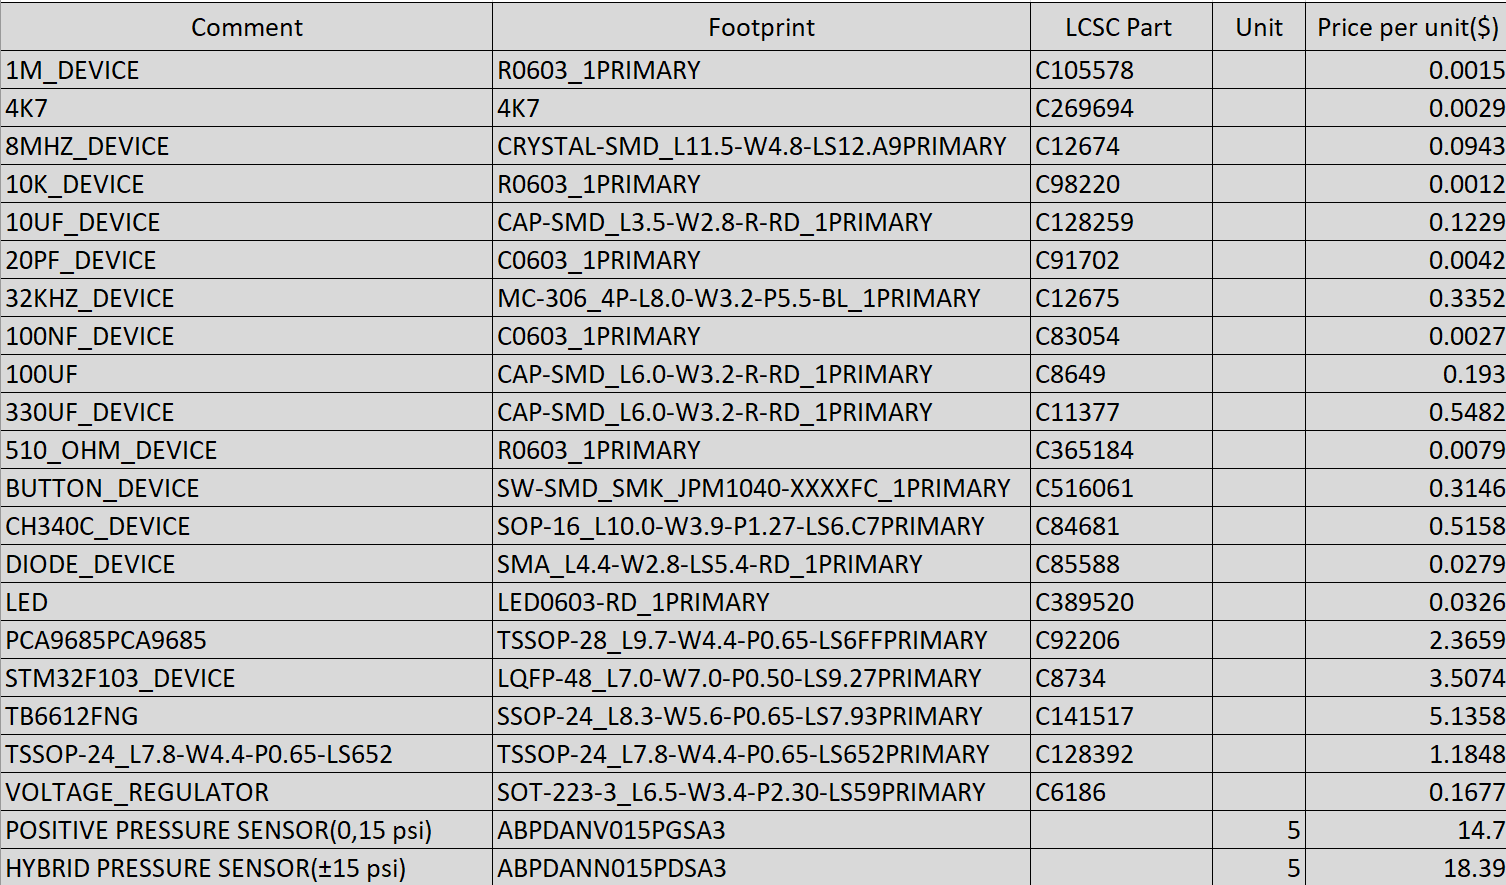 Comment Footprint LCSC Part Unit Price per unit($)
1M_DEVICE R0603_1PRIMARY C105578 0.0015
4K7 4K7 C269694 0.0029
8MHZ_DEVICE CRYSTAL-SMD_L11.5-W4.8-LS12.A9PRIMARY C12674 0.0943
10K_DEVICE R0603_1PRIMARY C98220 0.0012
10UF_DEVICE CAP-SMD_L3.5-W2.8-R-RD_1PRIMARY C128259 0.1229
20PF_DEVICE C0603_1PRIMARY C91702 0.0042
32KHZ_DEVICE MC-306_4P-L8.0-W3.2-P5.5-BL_1PRIMARY C12675 0.3352
100NF_DEVICE C0603_1PRIMARY C83054 0.0027
100UF CAP-SMD_L6.0-W3.2-R-RD_1PRIMARY C8649 0.193
330UF_DEVICE CAP-SMD_L6.0-W3.2-R-RD_1PRIMARY C11377 0.5482
510_OHM_DEVICE R0603_1PRIMARY C365184 0.0079
BUTTON_DEVICE SW-SMD_SMK_JPM1040-XXXXFC_1PRIMARY C516061 0.3146
CH340C_DEVICE SOP-16_L10.0-W3.9-P1.27-LS6.C7PRIMARY C84681 0.5158
DIODE_DEVICE SMA_L4.4-W2.8-LS5.4-RD_1PRIMARY C85588 0.0279
LED LED0603-RD_1PRIMARY C389520 0.0326
PCA9685PCA9685 TSSOP-28_L9.7-W4.4-P0.65-LS6FFPRIMARY C92206 2.3659
STM32F103_DEVICE LQFP-48_L7.0-W7.0-P0.50-LS9.27PRIMARY C8734 3.5074
TB6612FNG SSOP-24_L8.3-W5.6-P0.65-LS7.93PRIMARY C141517 5.1358
TSSOP-24_L7.8-W4.4-P0.65-LS652 TSSOP-24_L7.8-W4.4-P0.65-LS652PRIMARY C128392 1.1848
VOLTAGE_REGULATOR SOT-223-3_L6.5-W3.4-P2.30-LS59PRIMARY C6186 0.1677
POSITIVE PRESSURE SENSOR(0,15 psi) ABPDANV015PGSA3 5 14.7
HYBRID PRESSURE SENSOR(±15 psi) ABPDANN015PDSA3 5 18.39